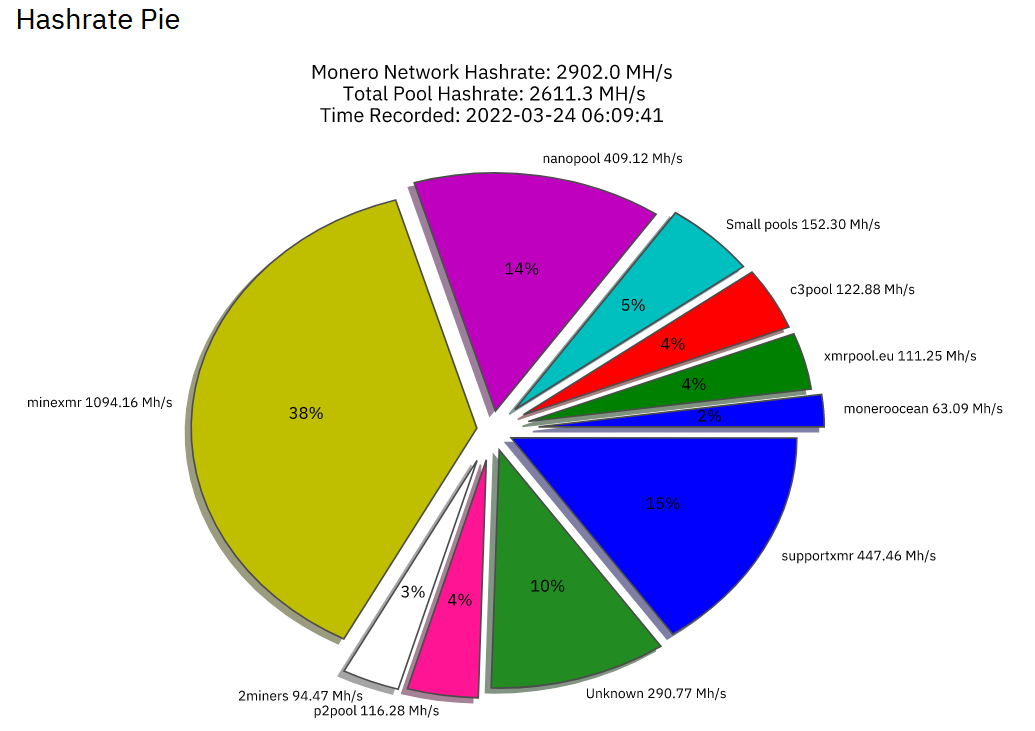 Hashrate Pie
Monero Network Hashrate: 2902.0 MH/s
Total Pool Hashrate: 2611.3 MH/s
Time Recorded: 2022-03-24 06:09:41
nanopool 409.12 Mh/s
Small pools 152.30 Mh/s
14%
c3pool 122.88 Mh/s
5%
4%
xmrpool.eu 111.25 Mh/s
4%
minexmr 1094.16 Mh/s
38%
moneroocean 63.09 Mh/s
2%
15%
supportxmr 447.46 Mh/s
10%
3%
4%
Unknown 290.77 Mh/s
2miners 94.47 Mh/s
p2pool 116.28 Mh/s